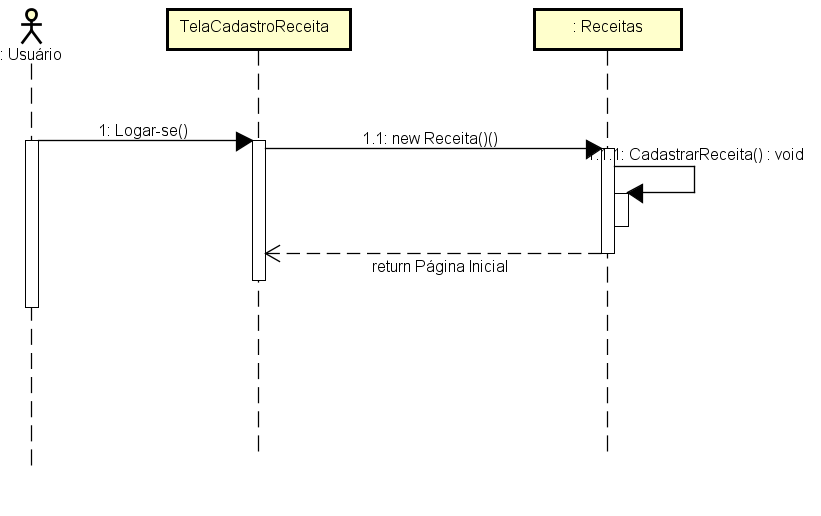 : Usuário
TelaCadastroReceita
: Receitas
1: Logar-se()
1.1: new Receita()()
1.1.1: CadastrarReceita() : void
return Página Inicial